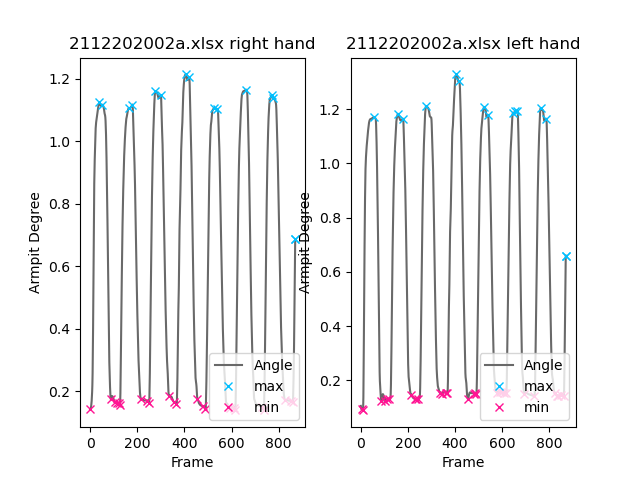 2112202002a.xlsx right hand
Armpit Degree
1.2
1.0
0.8
0.6
0.4
0.2
0 200 400 600 800
Frame
Angle
max
min
2112202002a.xlsx left hand
Armpit Degree
1.2
1.0
0.8
0.6
0.4
0.2
0 200 400 600 800
Frame
Angle
max
min